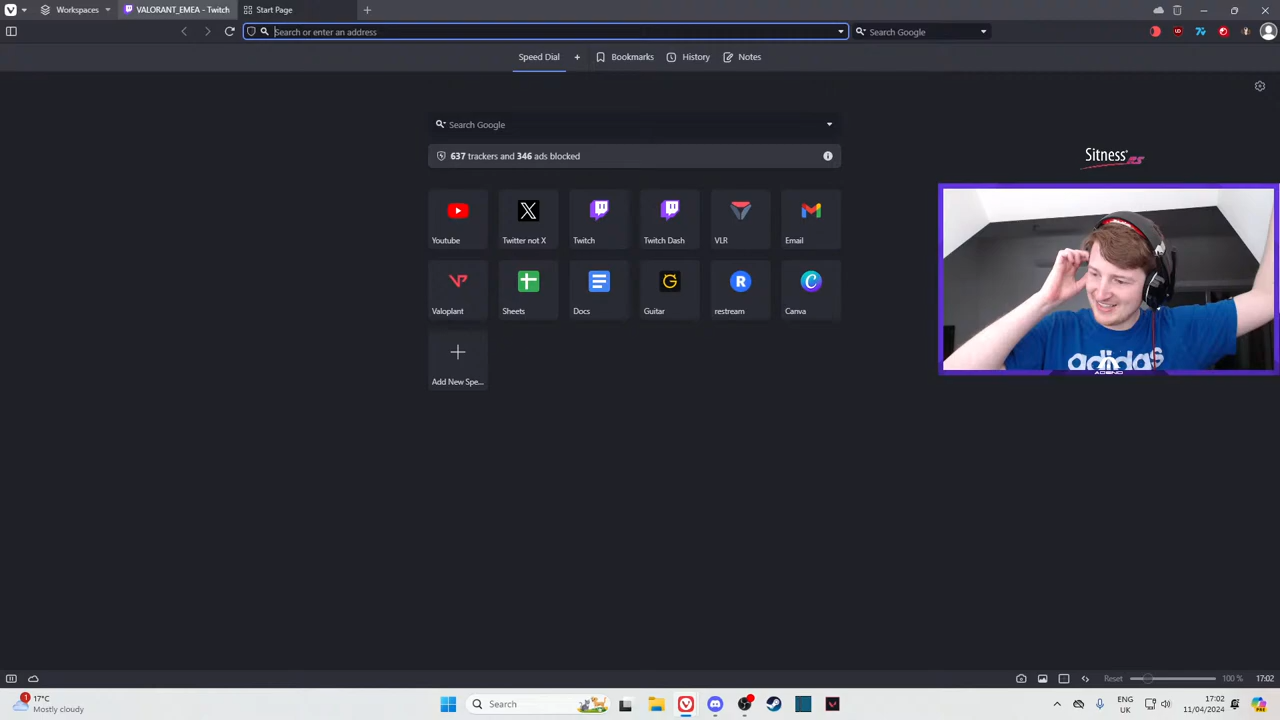 Workspaces
VALORANT_EMEA - Twitch
Start Page
Search or enter an address
Search Google
Speed Dial
Bookmarks
History
Notes
Search Google
637 trackers and 346 ads blocked
Youtube
Twitter not X
Twitch
Twitch Dash
VLR
Email
Valoplant
Sheets
Docs
Guitar
restream
Canva
Add New Spe...
Sitness RS
adidas
Reset
100 %
17:02
1
17°C
Mostly cloudy
Search
ENG
UK
17:02
11/04/2024